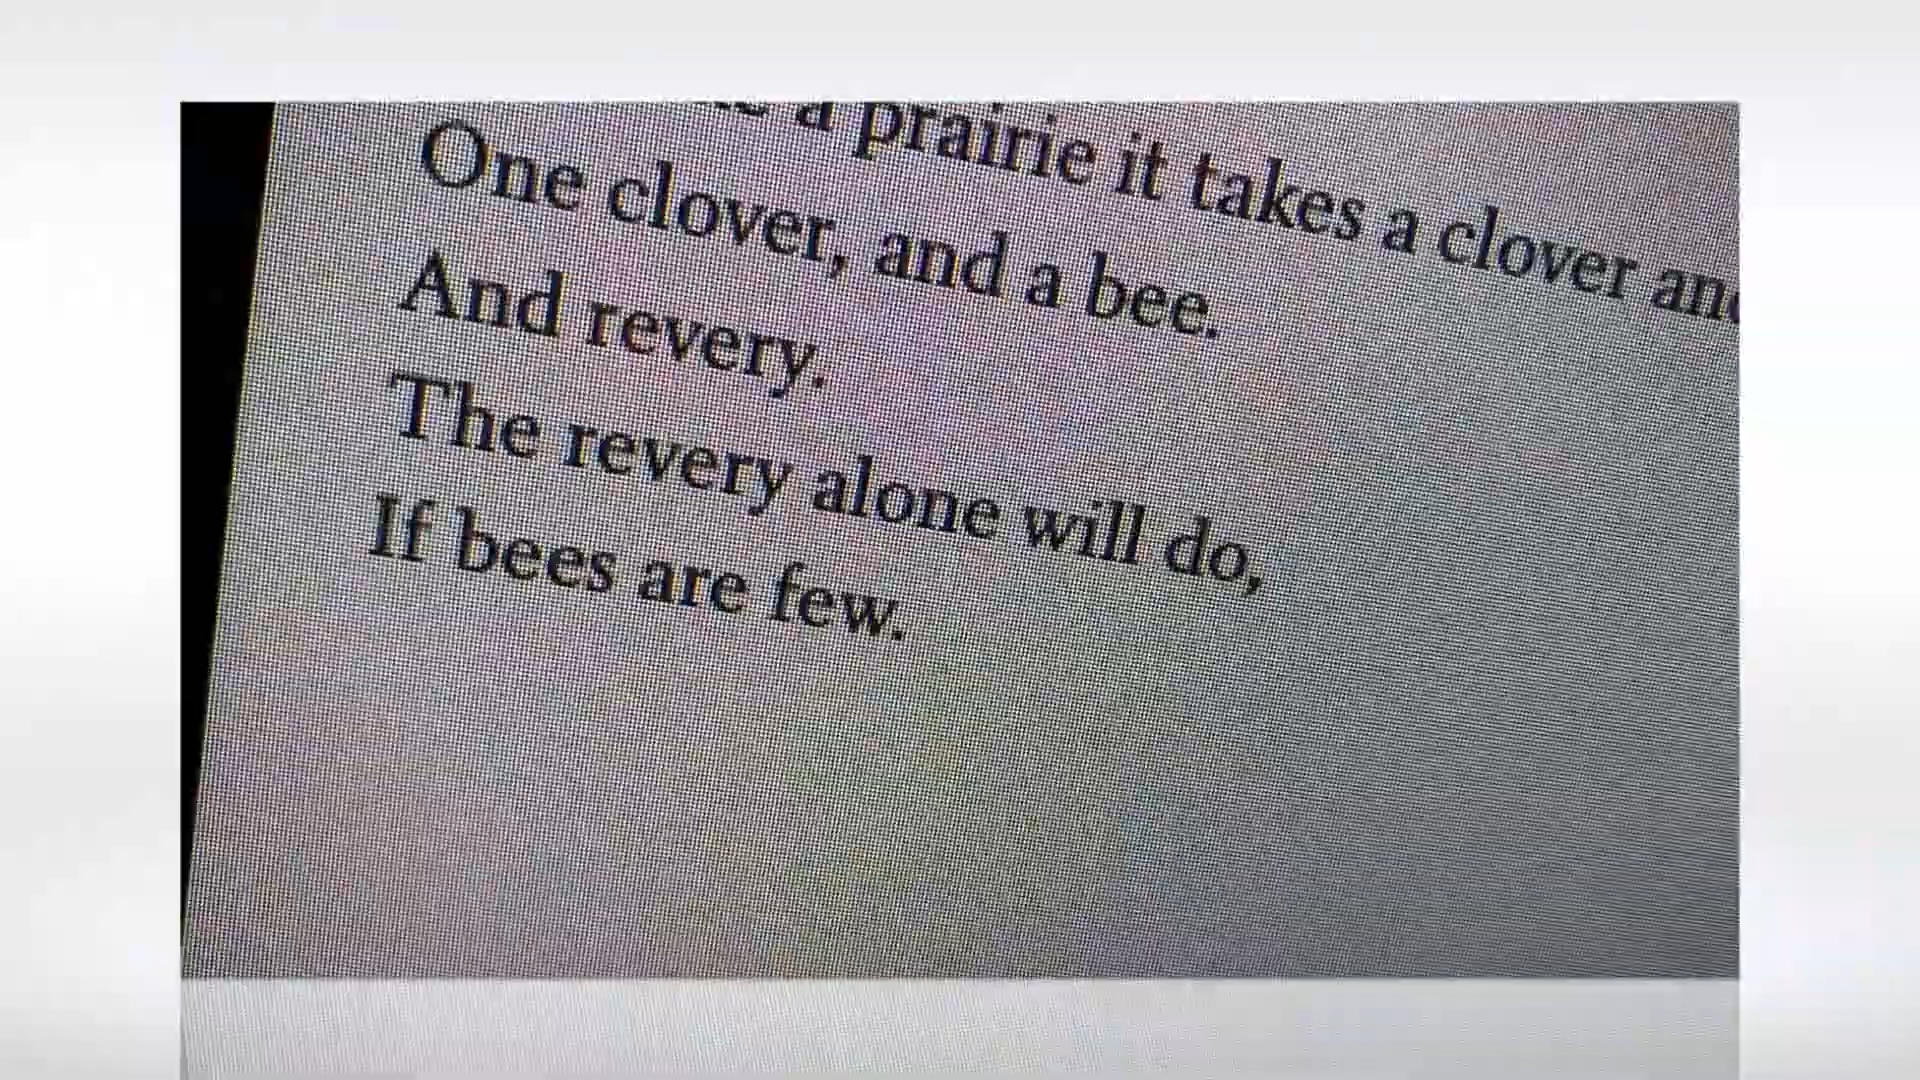 a prairie it takes a clover and
One clover, and a bee.
And revery.
The revery alone will do,
If bees are few.